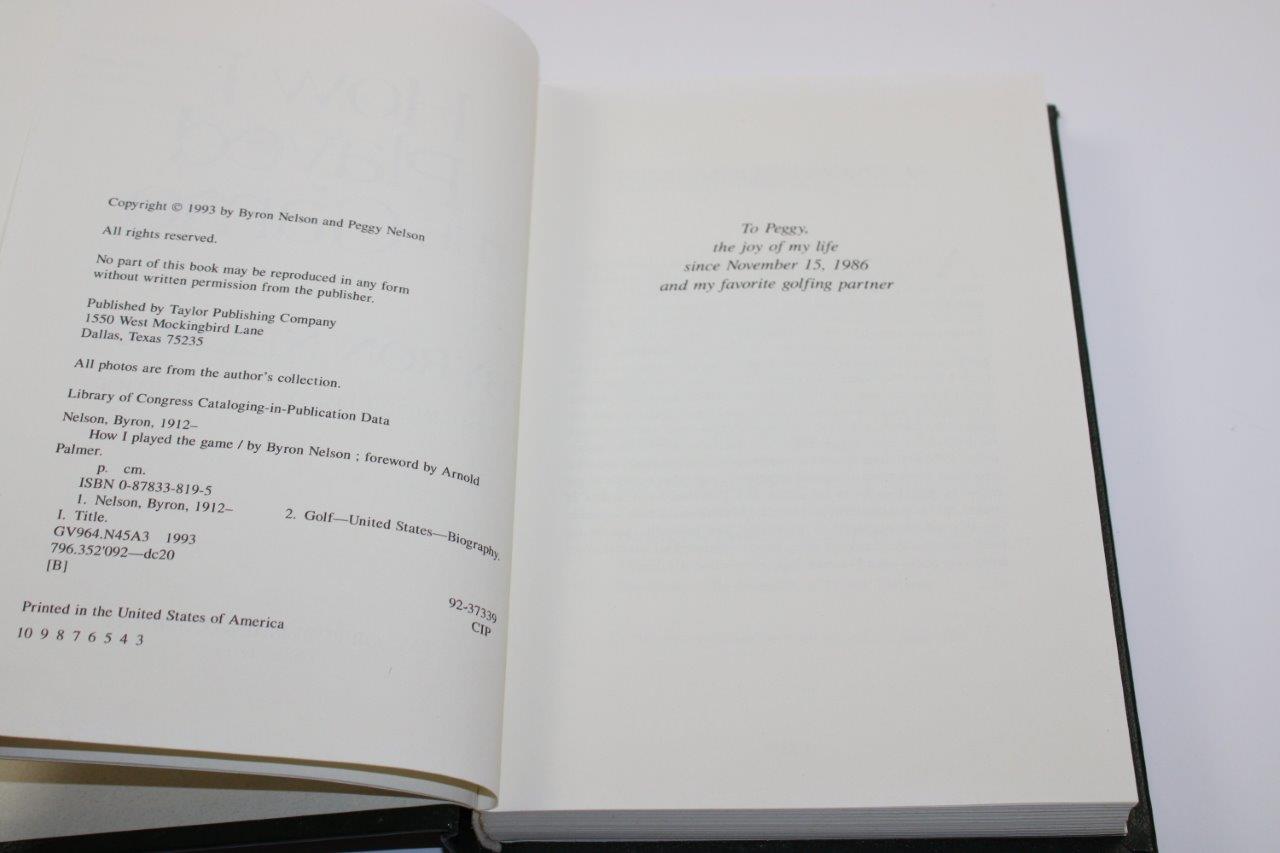 Copyright © 1993 by Byron Nelson and Peggy Nelson
All rights reserved.
No part of this book may be reproduced in any form
without written permission from the publisher.
Published by Taylor Publishing Company
1550 West Mockingbird Lane
Dallas, Texas 75235
All photos are from the author's collection.
Library of Congress Cataloging-in-Publication Data
Nelson, Byron, 1912–
How I played the game / by Byron Nelson ; foreword by Arnold
Palmer.
p. cm.
ISBN 0-87833-819-5
1. Nelson, Byron, 1912– 2. Golf—United States—Biography.
I. Title.
GV964.N45A3 1993
796.352'092—dc20
[B]
92-37339
CIP
Printed in the United States of America
10 9 8 7 6 5 4 3
To Peggy,
the joy of my life
since November 15, 1986
and my favorite golfing partner